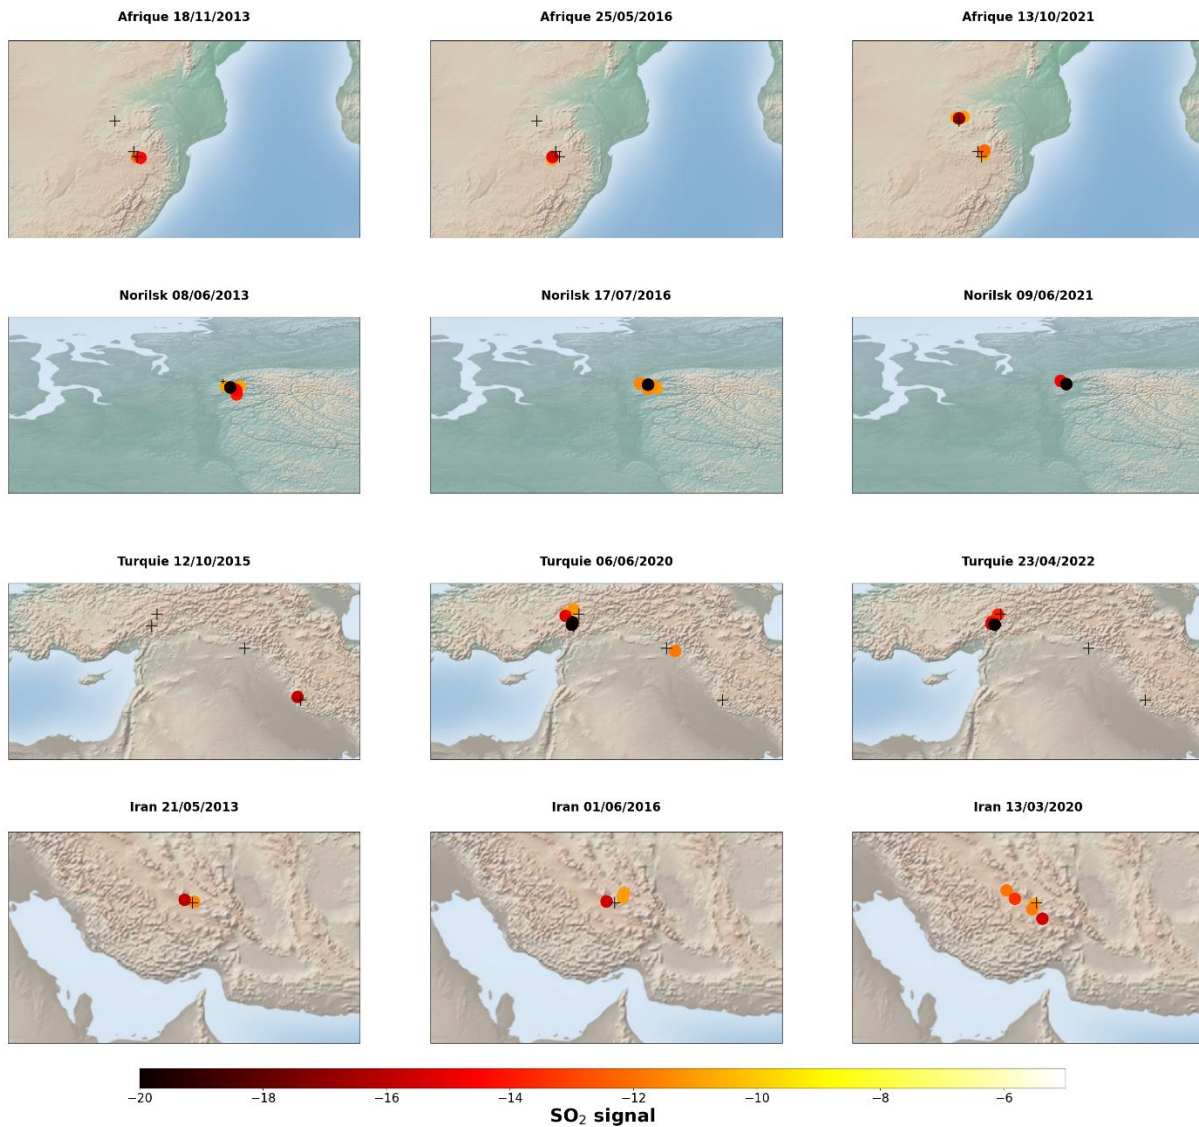 Afrique 18/11/2013
Afrique 25/05/2016
Afrique 13/10/2021
Norilsk 08/06/2013
Norilsk 17/07/2016
Norilsk 09/06/2021
Turquie 12/10/2015
Turquie 06/06/2020
Turquie 23/04/2022
Iran 21/05/2013
Iran 01/06/2016
Iran 13/03/2020
−20 −18 −16 −14 −12 −10 −8 −6
SO₂ signal